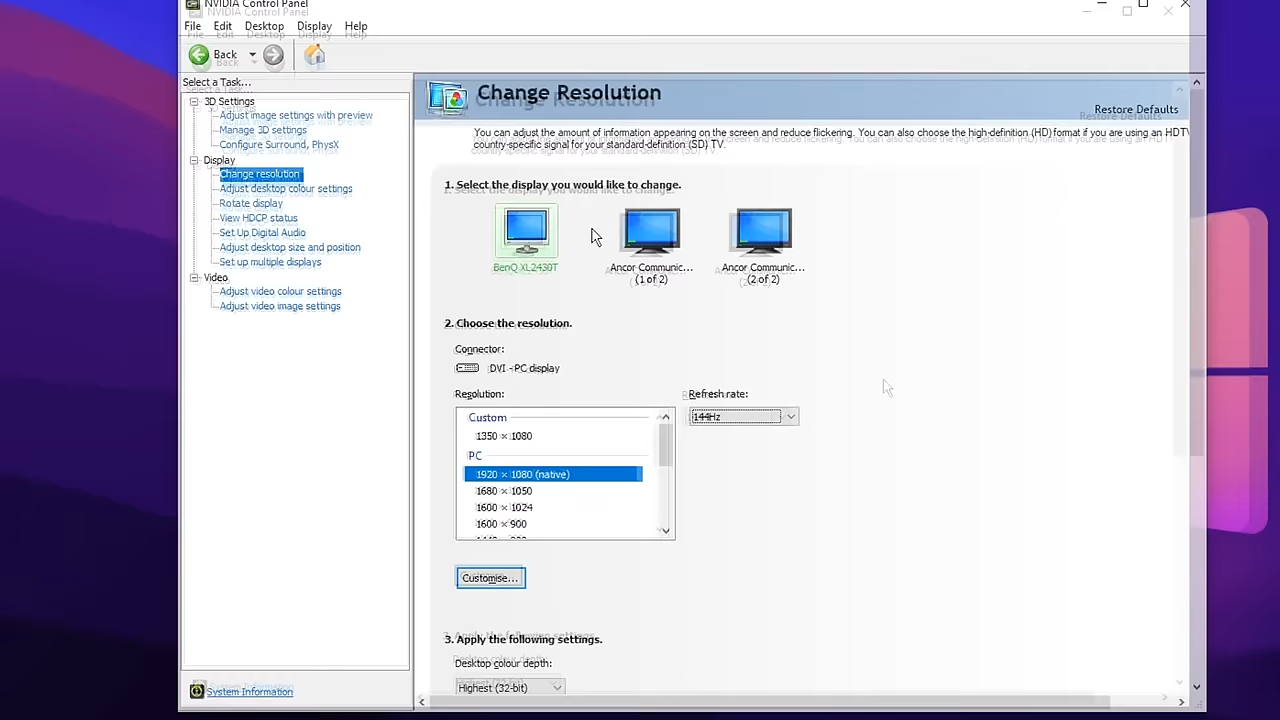 NVIDIA Control Panel
File Edit Desktop Display Help
Back
Select a Task...
3D Settings
Adjust image settings with preview
Manage 3D settings
Configure Surround, PhysX
Display
Change resolution
Adjust desktop colour settings
Rotate display
View HDCP status
Set Up Digital Audio
Adjust desktop size and position
Set up multiple displays
Video
Adjust video colour settings
Adjust video image settings
System Information
Change Resolution
Restore Defaults
You can adjust the amount of information appearing on the screen and reduce flickering. You can also choose the high-definition (HD) format if you are using an HDTV
country-specific signal for your standard-definition (SD) TV.
1. Select the display you would like to change.
BenQ XL2430T
Ancor Communic...
(1 of 2)
Ancor Communic...
(2 of 2)
2. Choose the resolution.
Connector:
DVI - PC display
Resolution:
Refresh rate:
144Hz
Custom
1350 × 1080
PC
1920 × 1080 (native)
1680 × 1050
1600 × 1024
1600 × 900
Customise...
3. Apply the following settings.
Desktop colour depth:
Highest (32-bit)